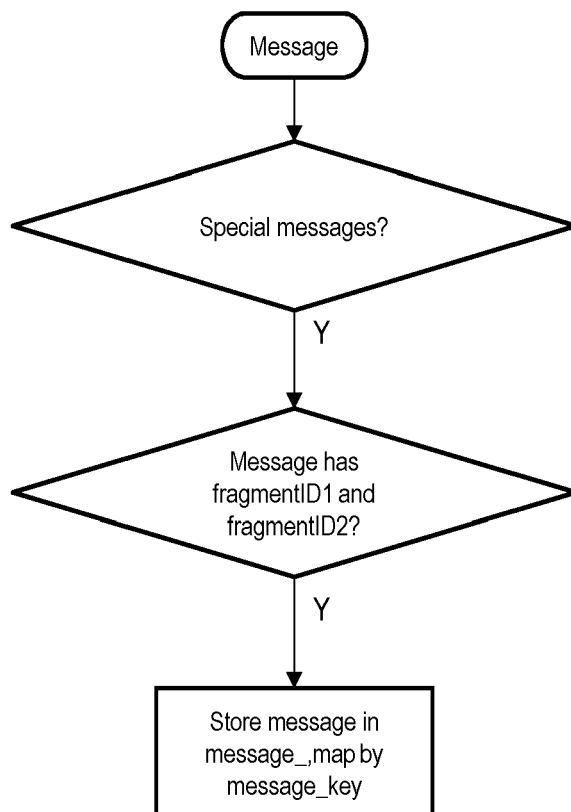 Message
Special messages?
Y
Message has
fragmentID1 and
fragmentID2?
Y
Store message in
message_,map by
message_key